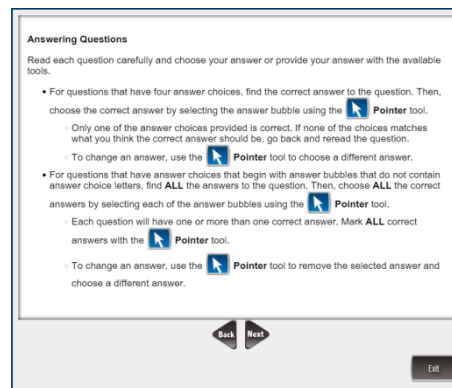 Answering Questions
Read each question carefully and choose your answer or provide your answer with the available
tools.
• For questions that have four answer choices, find the correct answer to the question. Then,
choose the correct answer by selecting the answer bubble using the Pointer tool.
○ Only one of the answer choices provided is correct. If none of the choices matches
what you think the correct answer should be, go back and reread the question.
○ To change an answer, use the Pointer tool to choose a different answer.
• For questions that have answer choices that begin with answer bubbles that do not contain
answer choice letters, find ALL the answers to the question. Then, choose ALL the correct
answers by selecting each of the answer bubbles using the Pointer tool.
○ Each question will have one or more than one correct answer. Mark ALL correct
answers with the Pointer tool.
○ To change an answer, use the Pointer tool to remove the selected answer and
choose a different answer.
Back Next
Exit